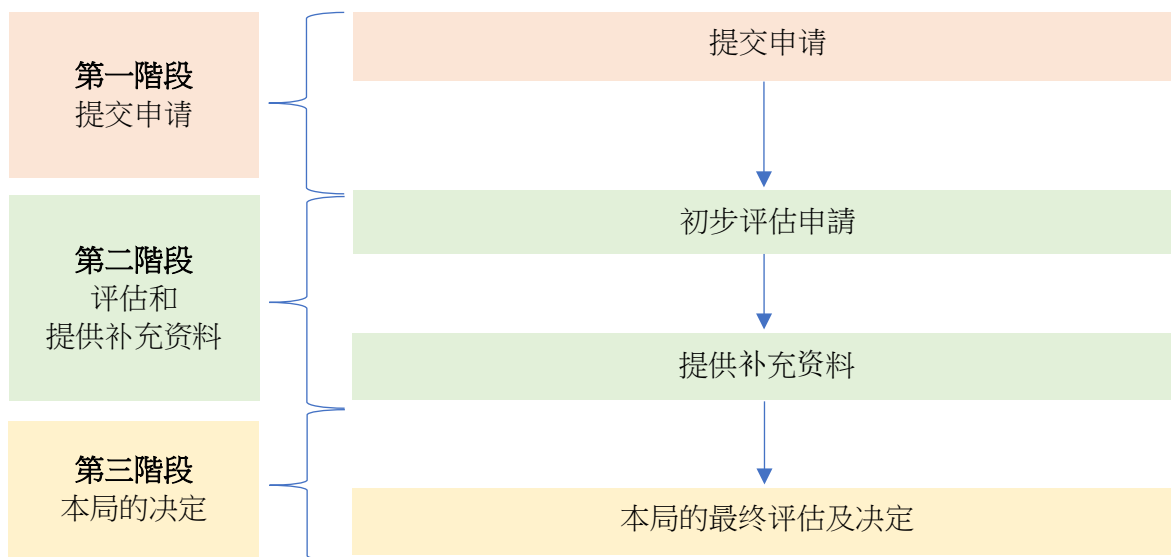 第一階段
提交申请
提交申请
第二階段
评估和
提供补充资料
初步评估申請
提供补充资料
第三階段
本局的决定
本局的最终评估及决定